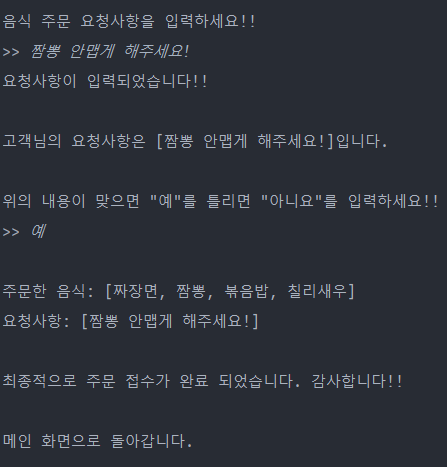 음식 주문 요청사항을 입력하세요!!
>> 짬뽕 안맵게 해주세요!
요청사항이 입력되었습니다!!
고객님의 요청사항은 [짬뽕 안맵게 해주세요!]입니다.
위의 내용이 맞으면 "예"를 틀리면 "아니요"를 입력하세요!!
>> 예
주문한 음식: [짜장면, 짬뽕, 볶음밥, 칠리새우]
요청사항: [짬뽕 안맵게 해주세요!]
최종적으로 주문 접수가 완료 되었습니다. 감사합니다!!
메인 화면으로 돌아갑니다.